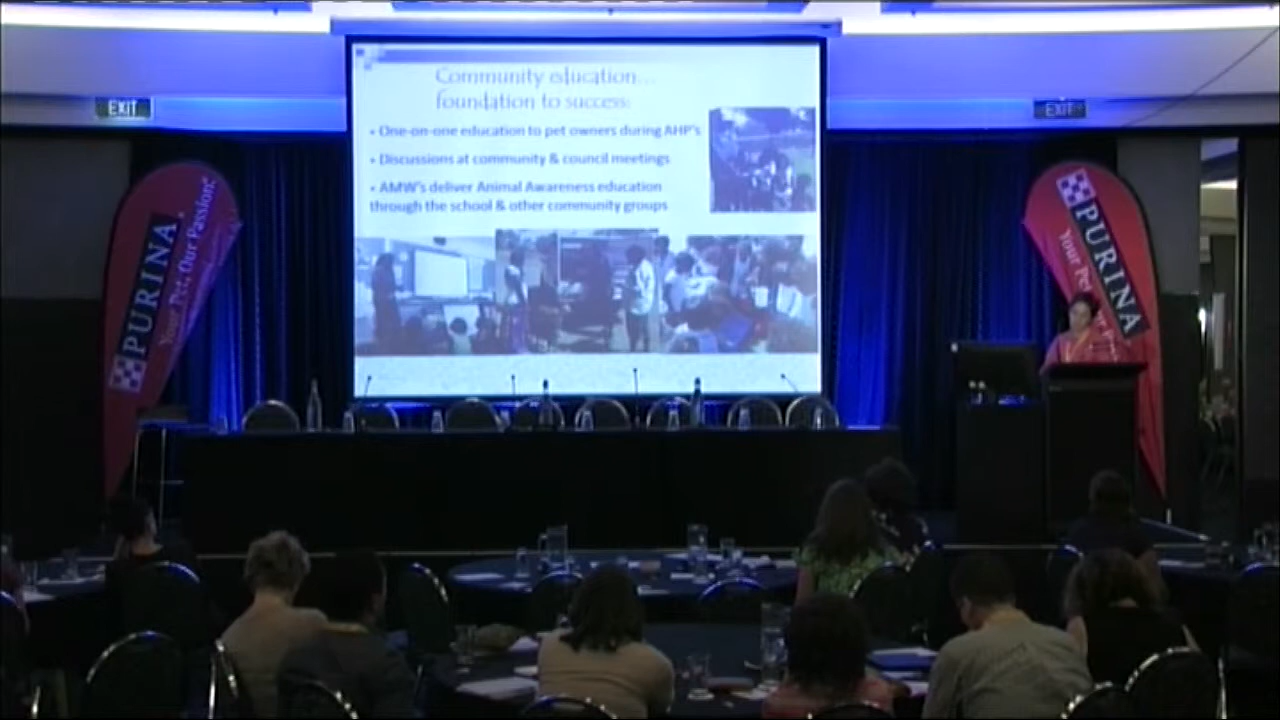 EXIT
EXIT
Community education...
foundation to success:
• One-on-one education to pet owners during AHP's
• Discussions at community & council meetings
• AMW's deliver Animal Awareness education
through the school & other community groups
PURINA
Your Pet, Our Passion.
PURINA
Your Pet